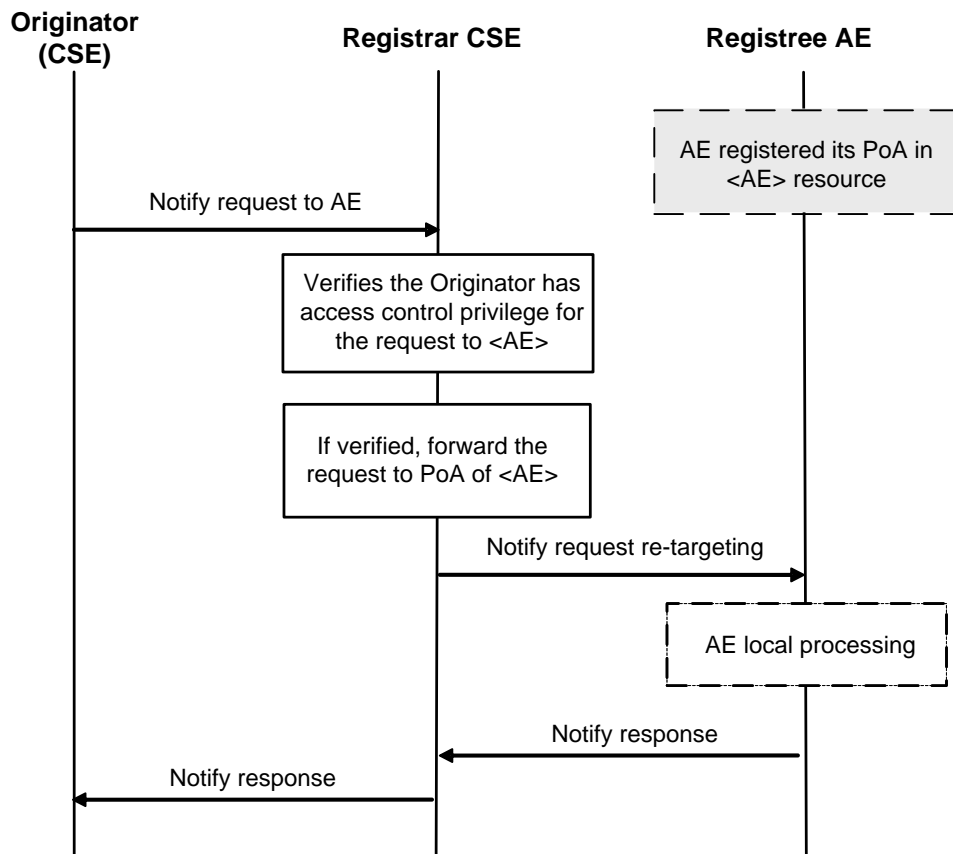 Originator
(CSE)
Registrar CSE
Registree AE
AE registered its PoA in
<AE> resource
Notify request to AE
Verifies the Originator has
access control privilege for
the request to <AE>
If verified, forward the
request to PoA of <AE>
Notify request re-targeting
AE local processing
Notify response
Notify response